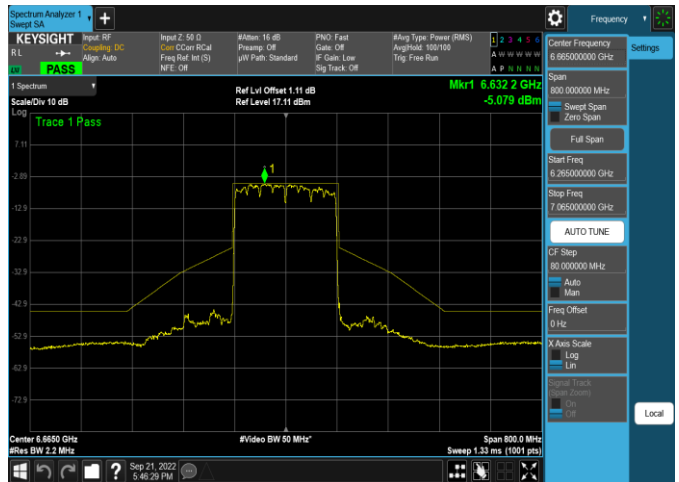 Spectrum Analyzer 1
Swept SA
+
Frequency
KEYSIGHT
R L
LV
PASS
Input: RF
Coupling: DC
Align: Auto
Input Z: 50 Ω
Corr CCorr RCal
Freq Ref: Int (S)
NFE: Off
#Atten: 16 dB
Preamp: Off
µW Path: Standard
PNO: Fast
Gate: Off
IF Gain: Low
Sig Track: Off
#Avg Type: Power (RMS)
Avg|Hold: 100/100
Trig: Free Run
1 2 3 4 5 6
A W W W W W
A P N N N N
1 Spectrum
Scale/Div 10 dB
Log
Ref Lvl Offset 1.11 dB
Ref Level 17.11 dBm
Mkr1 6.632 2 GHz
-5.079 dBm
Trace 1 Pass
1
7.11
-2.89
-12.9
-22.9
-32.9
-42.9
-52.9
-62.9
-72.9
Center 6.6650 GHz
#Res BW 2.2 MHz
#Video BW 50 MHz*
Span 800.0 MHz
Sweep 1.33 ms (1001 pts)
Center Frequency
6.665000000 GHz
Settings
Span
800.000000 MHz
Swept Span
Zero Span
Full Span
Start Freq
6.265000000 GHz
Stop Freq
7.065000000 GHz
AUTO TUNE
CF Step
80.000000 MHz
Auto
Man
Freq Offset
0 Hz
X Axis Scale
Log
Lin
Signal Track
(Span Zoom)
On
Off
Local
?
Sep 21, 2022
5:46:29 PM